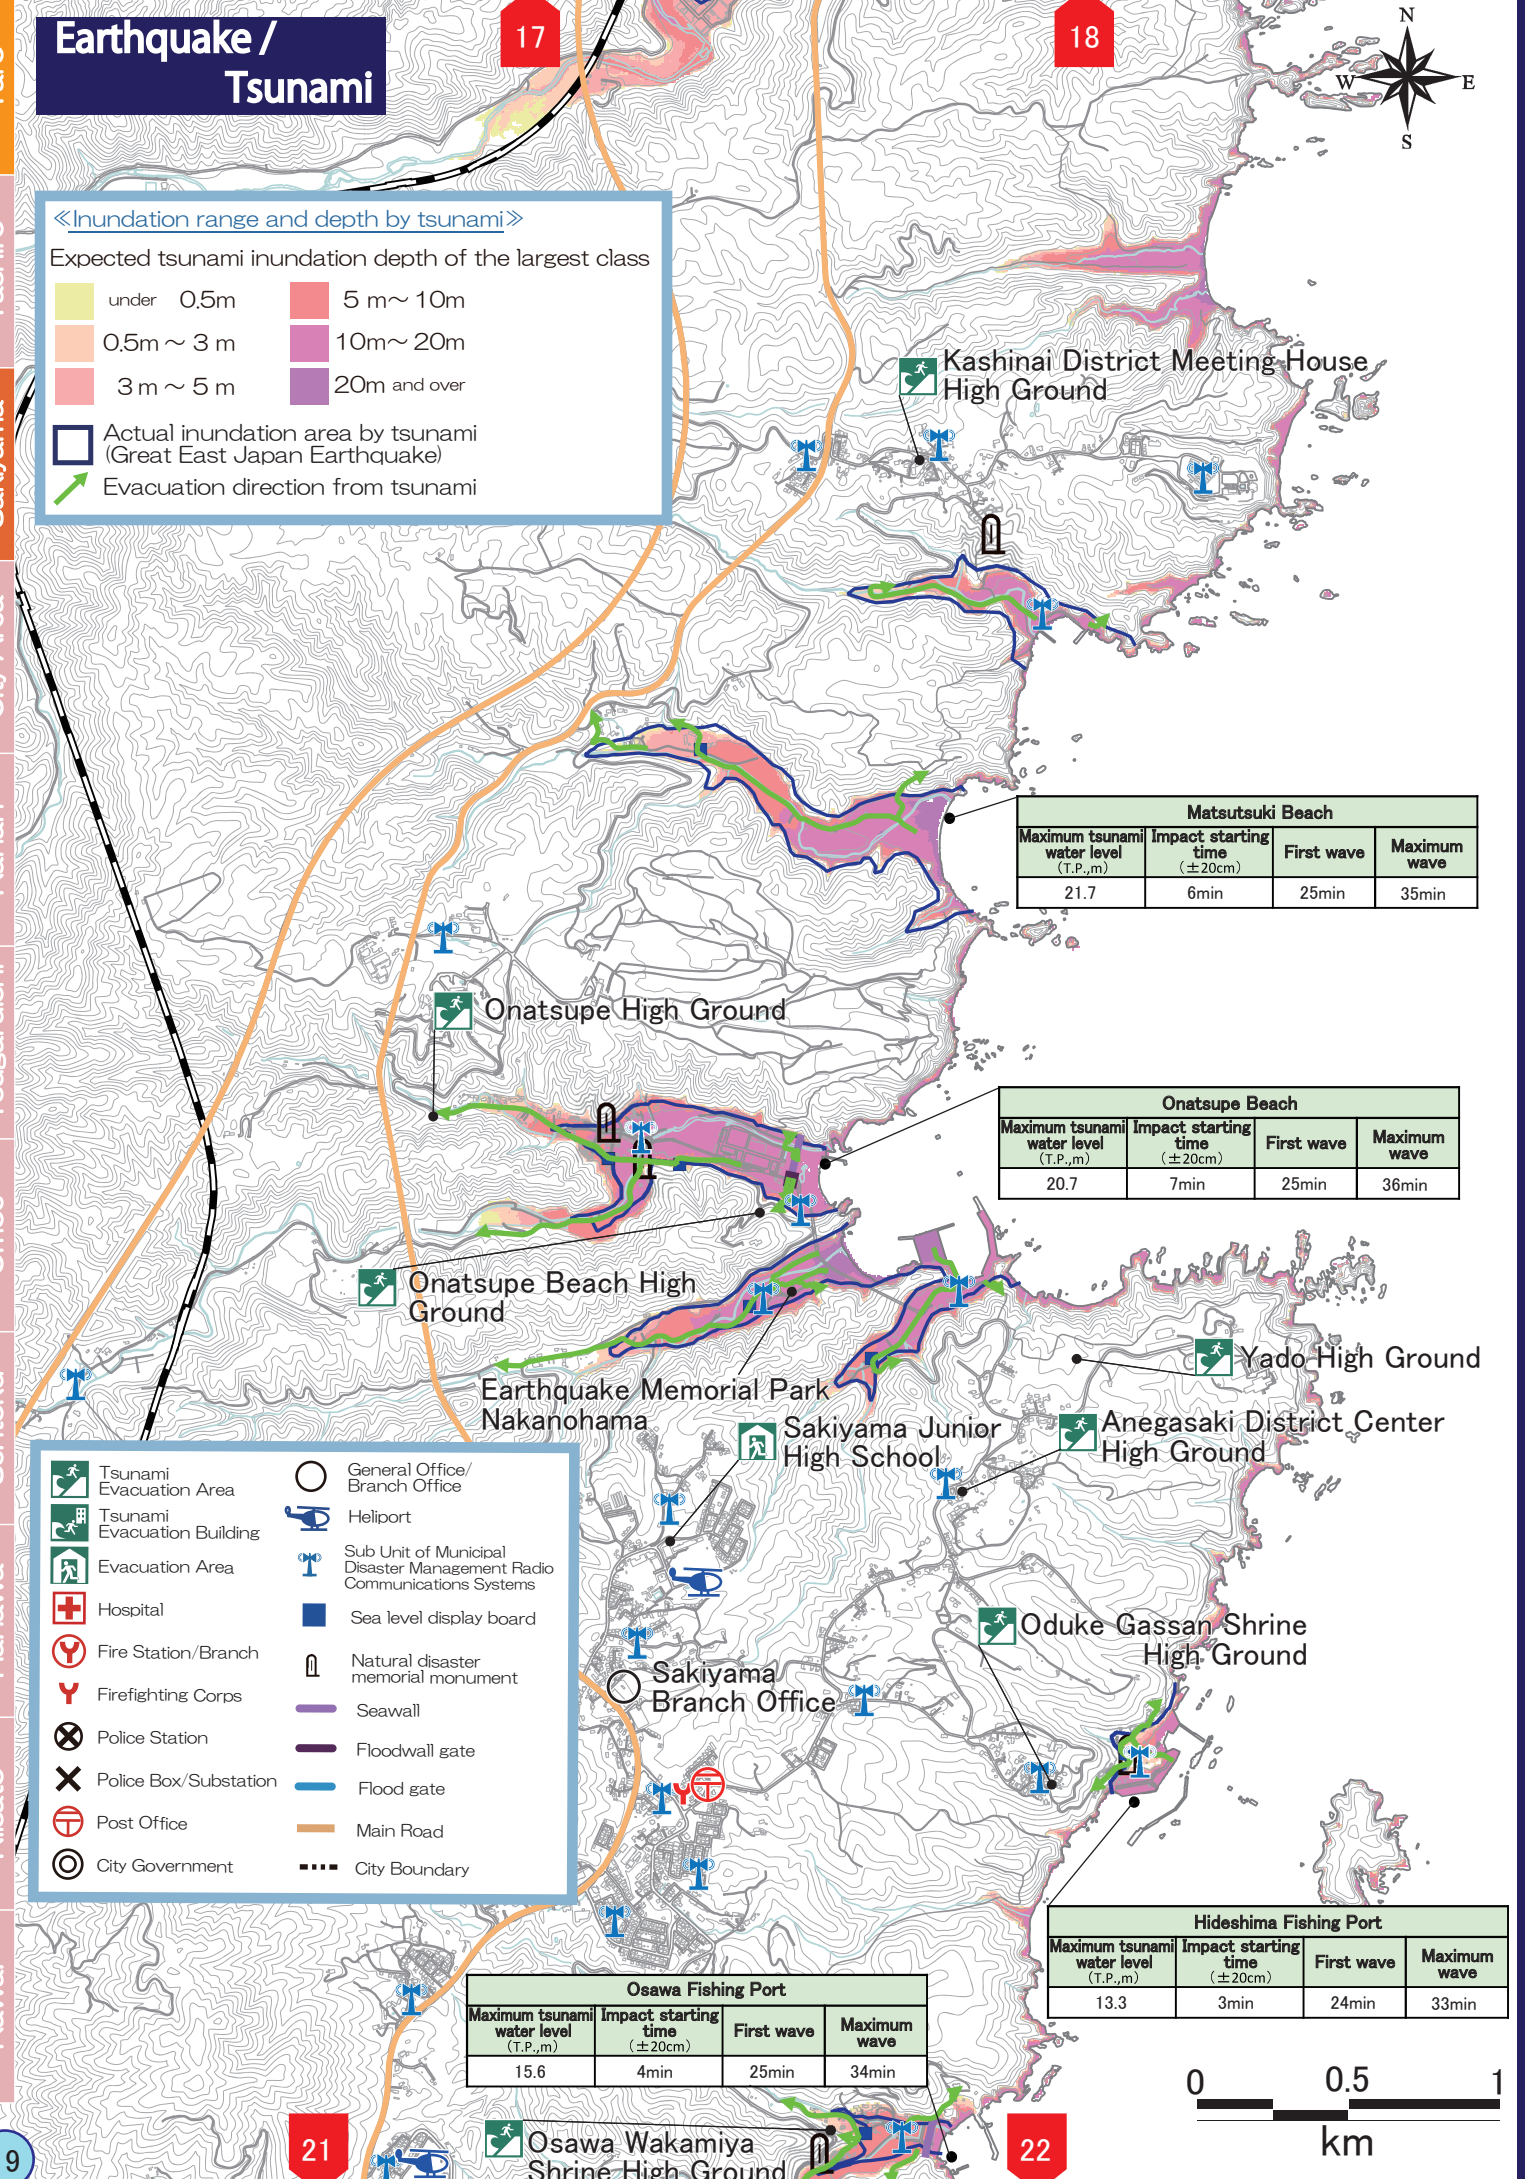 Earthquake /
Tsunami
17
18
N
W
E
S
≪Inundation range and depth by tsunami≫
Expected tsunami inundation depth of the largest class
under 0.5m
5 m～ 10m
0.5m ～ 3 m
10m～ 20m
3 m ～ 5 m
20m and over
Actual inundation area by tsunami
(Great East Japan Earthquake)
Evacuation direction from tsunami
Kashinai District Meeting House
High Ground
Matsutsuki Beach
Maximum tsunami water level (T.P.,m)
Impact starting time (±20cm)
First wave
Maximum wave
21.7 6min 25min 35min
Onatsupe High Ground
Onatsupe Beach
Maximum tsunami water level (T.P.,m)
Impact starting time (±20cm)
First wave
Maximum wave
20.7 7min 25min 36min
Onatsupe Beach High
Ground
Yado High Ground
Earthquake Memorial Park
Nakanohama
Sakiyama Junior
High School
Anegasaki District Center
High Ground
Tsunami
Evacuation Area
Tsunami
Evacuation Building
Evacuation Area
Hospital
Fire Station/Branch
Firefighting Corps
Police Station
Police Box/Substation
Post Office
City Government
General Office/
Branch Office
Heliport
Sub Unit of Municipal
Disaster Management Radio
Communications Systems
Sea level display board
Natural disaster
memorial monument
Seawall
Floodwall gate
Flood gate
Main Road
City Boundary
Oduke Gassan Shrine
High Ground
Sakiyama
Branch Office
Hideshima Fishing Port
Maximum tsunami water level (T.P.,m)
Impact starting time (±20cm)
First wave
Maximum wave
13.3 3min 24min 33min
Osawa Fishing Port
Maximum tsunami water level (T.P.,m)
Impact starting time (±20cm)
First wave
Maximum wave
15.6 4min 25min 34min
0 0.5 1
km
Osawa Wakamiya
Shrine High Ground
21
22
9